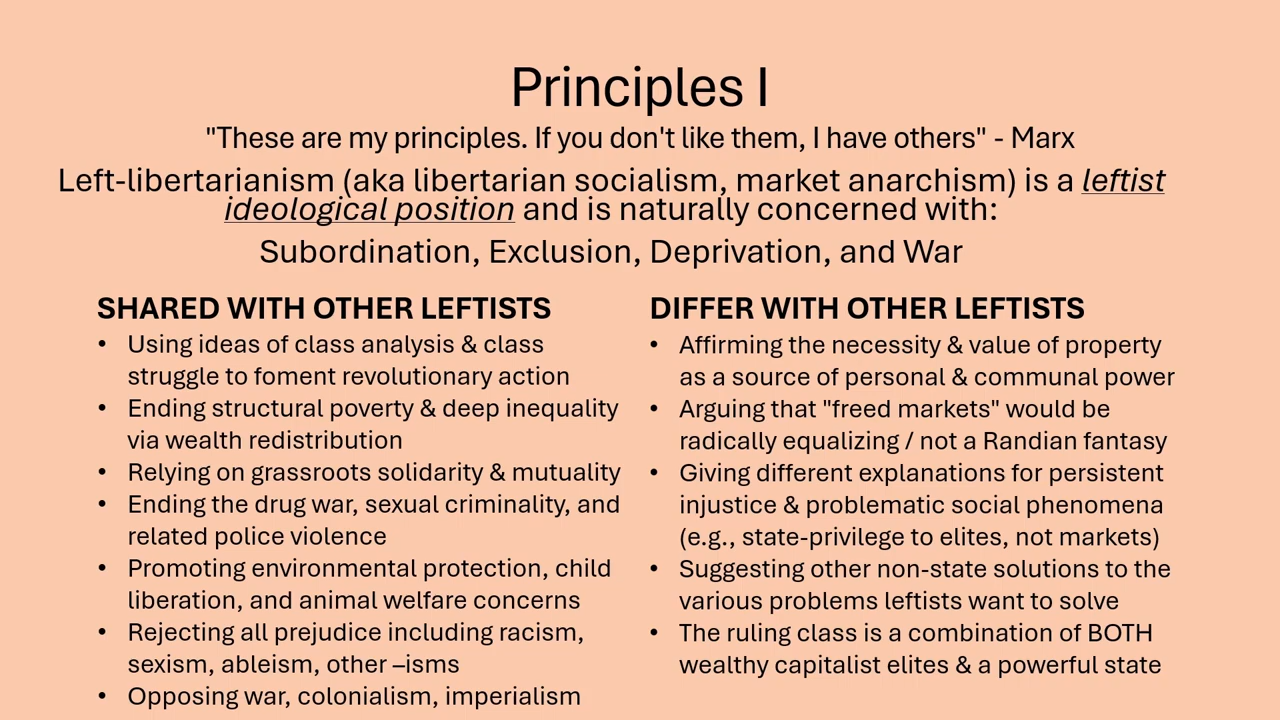 Principles I
"These are my principles. If you don't like them, I have others" - Marx
Left-libertarianism (aka libertarian socialism, market anarchism) is a leftist
ideological position and is naturally concerned with:
Subordination, Exclusion, Deprivation, and War
SHARED WITH OTHER LEFTISTS
• Using ideas of class analysis & class
struggle to foment revolutionary action
• Ending structural poverty & deep inequality
via wealth redistribution
• Relying on grassroots solidarity & mutuality
• Ending the drug war, sexual criminality, and
related police violence
• Promoting environmental protection, child
liberation, and animal welfare concerns
• Rejecting all prejudice including racism,
sexism, ableism, other –isms
• Opposing war, colonialism, imperialism
DIFFER WITH OTHER LEFTISTS
• Affirming the necessity & value of property
as a source of personal & communal power
• Arguing that "freed markets" would be
radically equalizing / not a Randian fantasy
• Giving different explanations for persistent
injustice & problematic social phenomena
(e.g., state-privilege to elites, not markets)
• Suggesting other non-state solutions to the
various problems leftists want to solve
• The ruling class is a combination of BOTH
wealthy capitalist elites & a powerful state